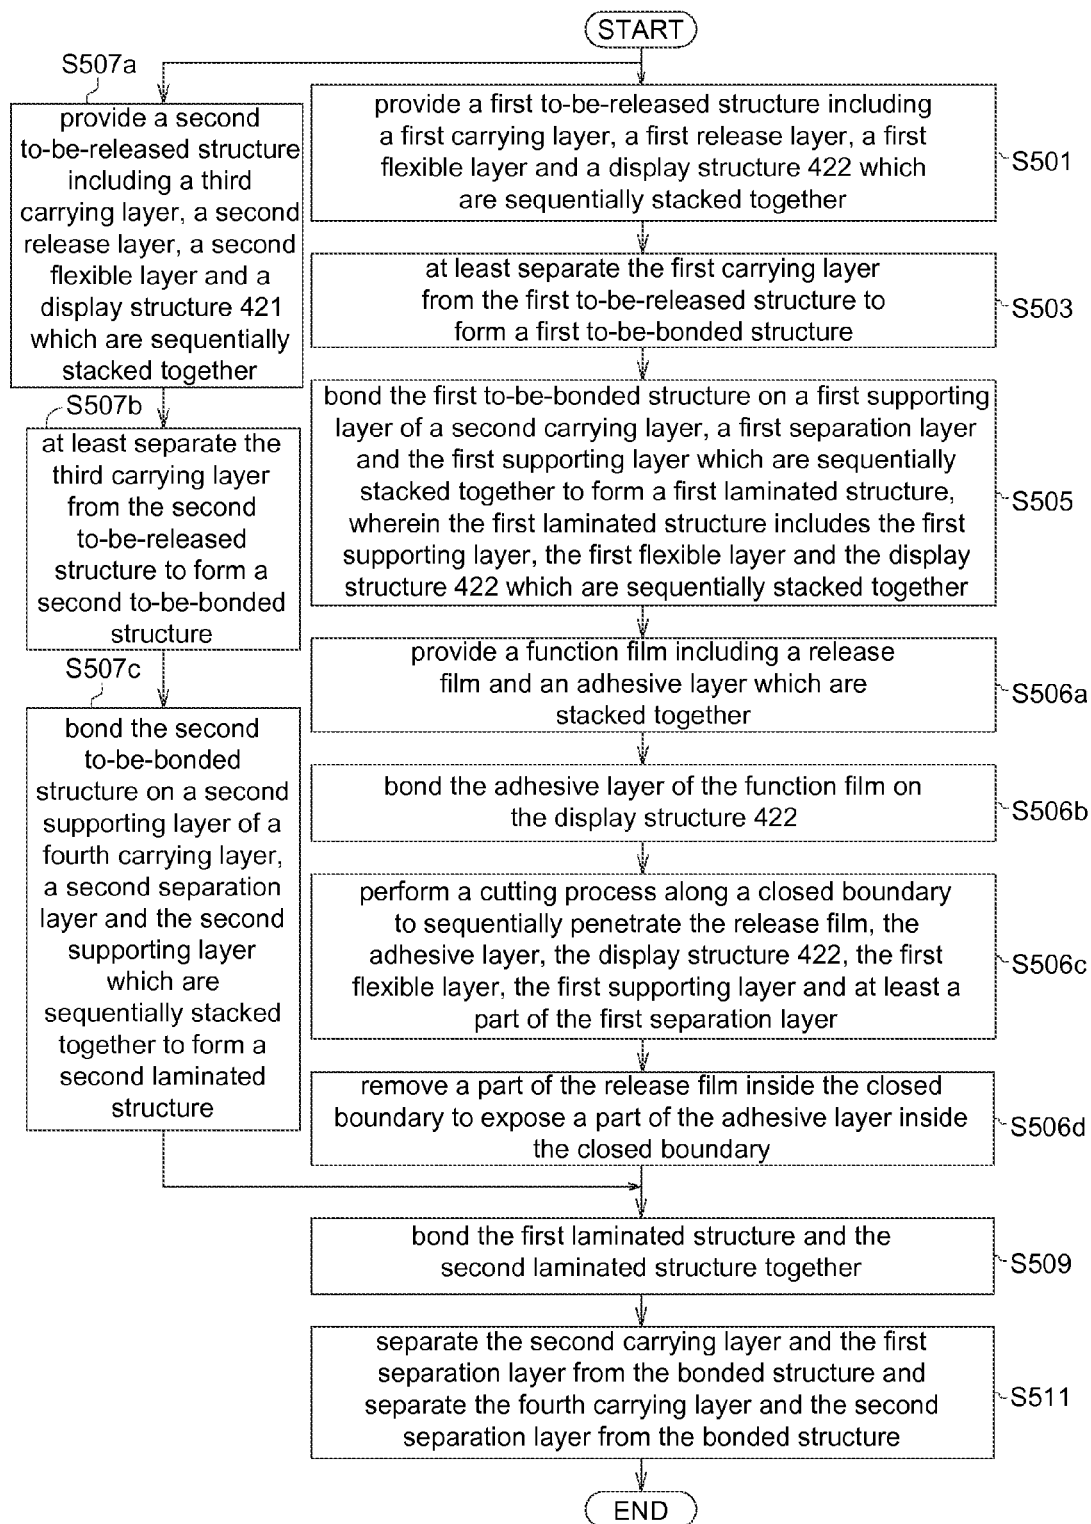 START
S507a
provide a second
to-be-released structure
including a third
carrying layer, a second
release layer, a second
flexible layer and a
display structure 421
which are sequentially
stacked together
S507b
at least separate the
third carrying layer
from the second
to-be-released
structure to form a
second to-be-bonded
structure
S507c
bond the second
to-be-bonded
structure on a second
supporting layer of a
fourth carrying layer,
a second separation
layer and the second
supporting layer
which are
sequentially stacked
together to form a
second laminated
structure
provide a first to-be-released structure including
a first carrying layer, a first release layer, a first
flexible layer and a display structure 422 which
are sequentially stacked together
S501
at least separate the first carrying layer
from the first to-be-released structure to
form a first to-be-bonded structure
S503
bond the first to-be-bonded structure on a first supporting
layer of a second carrying layer, a first separation layer
and the first supporting layer which are sequentially
stacked together to form a first laminated structure,
wherein the first laminated structure includes the first
supporting layer, the first flexible layer and the display
structure 422 which are sequentially stacked together
S505
provide a function film including a release
film and an adhesive layer which are
stacked together
S506a
bond the adhesive layer of the function film on
the display structure 422
S506b
perform a cutting process along a closed boundary
to sequentially penetrate the release film, the
adhesive layer, the display structure 422, the first
flexible layer, the first supporting layer and at least a
part of the first separation layer
S506c
remove a part of the release film inside the closed
boundary to expose a part of the adhesive layer inside
the closed boundary
S506d
bond the first laminated structure and the
second laminated structure together
S509
separate the second carrying layer and the first
separation layer from the bonded structure and
separate the fourth carrying layer and the second
separation layer from the bonded structure
S511
END